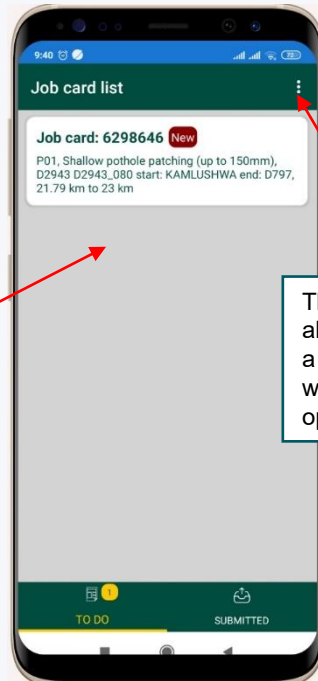 9:40
Job card list
Job card: 6298646 New
P01, Shallow pothole patching (up to 150mm),
D2943 D2943_080 start: KAMLUSHWA end: D797,
21.79 km to 23 km
a
w
1
TO DO
SUBMITTED